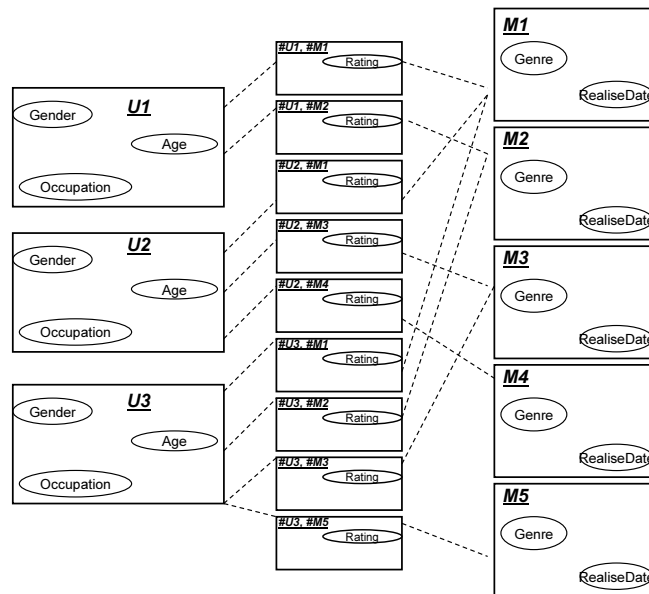 U1
Gender
Age
Occupation
U2
Gender
Age
Occupation
U3
Gender
Age
Occupation
#U1, #M1
Rating
#U1, #M2
Rating
#U2, #M1
Rating
#U2, #M3
Rating
#U2, #M4
Rating
#U3, #M1
Rating
#U3, #M2
Rating
#U3, #M3
Rating
#U3, #M5
Rating
M1
Genre
RealiseDate
M2
Genre
RealiseDate
M3
Genre
RealiseDate
M4
Genre
RealiseDate
M5
Genre
RealiseDate